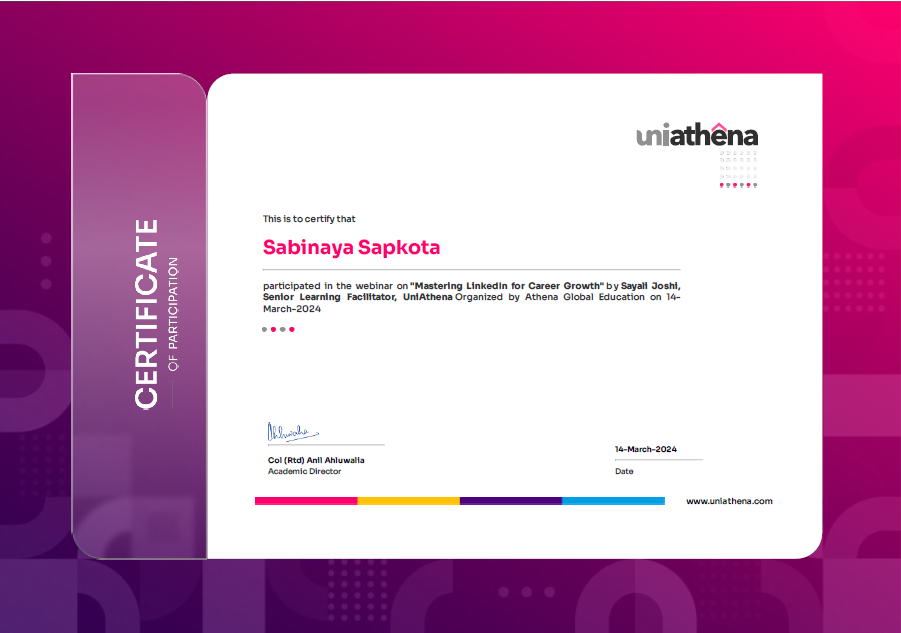 CERTIFICATE
OF PARTICIPATION
uniathena
This is to certify that
Sabinaya Sapkota
participated in the webinar on "Mastering LinkedIn for Career Growth" by Sayali Joshi,
Senior Learning Facilitator, UniAthena Organized by Athena Global Education on 14-
March-2024
Col (Rtd) Anil Ahluwalia
Academic Director
14-March-2024
Date
www.uniathena.com